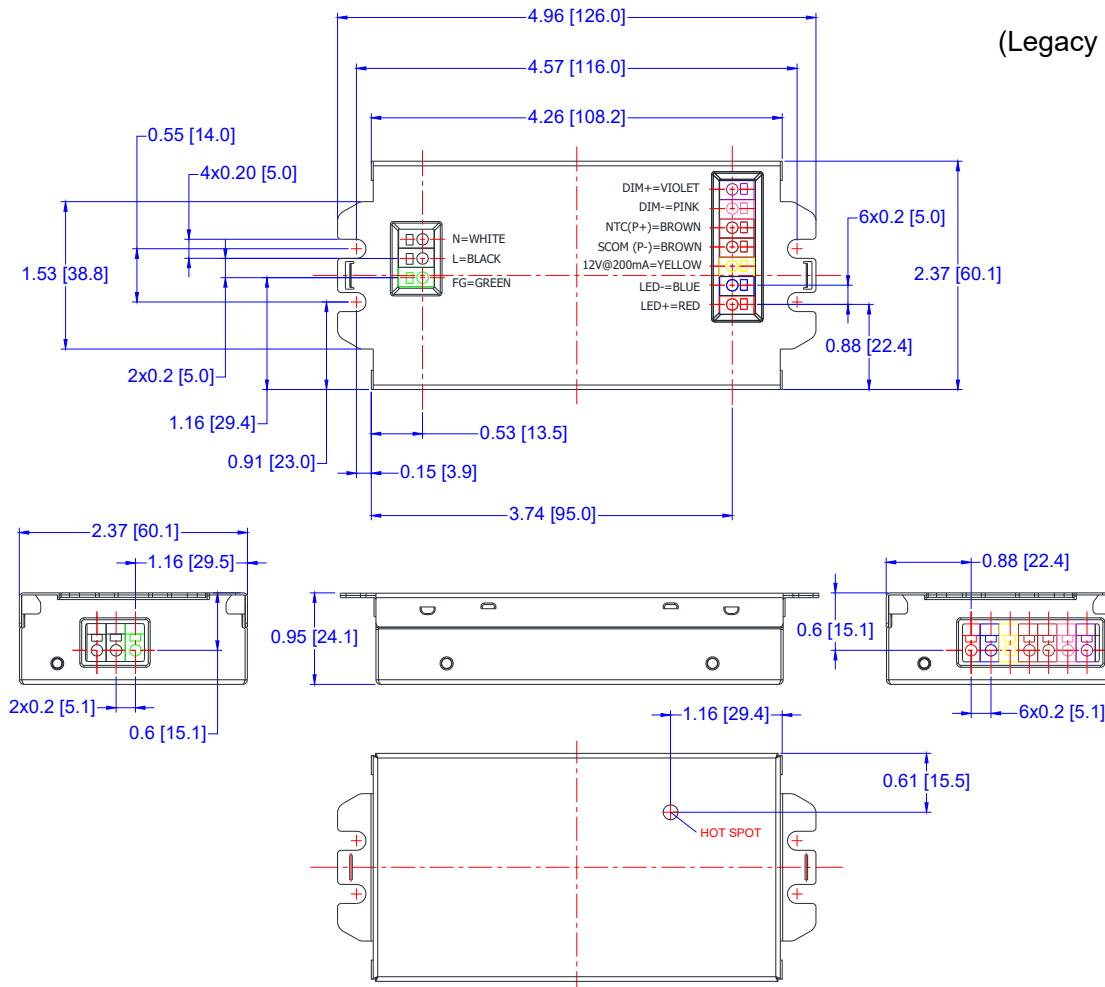 4.96 [126.0]
(Legacy
4.57 [116.0]
4.26 [108.2]
0.55 [14.0]
4x0.20 [5.0]
DIM+=VIOLET
DIM-=PINK
6x0.2 [5.0]
NTC(P+)=BROWN
N=WHITE
SCOM (P-)=BROWN
L=BLACK
12V@200mA=YELLOW
1.53 [38.8]
2.37 [60.1]
FG=GREEN
LED-=BLUE
LED+=RED
0.88 [22.4]
2x0.2 [5.0]
1.16 [29.4]
0.53 [13.5]
0.91 [23.0]
0.15 [3.9]
3.74 [95.0]
2.37 [60.1]
1.16 [29.5]
0.88 [22.4]
0.95 [24.1]
0.6 [15.1]
2x0.2 [5.1]
0.6 [15.1]
1.16 [29.4]
6x0.2 [5.1]
0.61 [15.5]
HOT SPOT